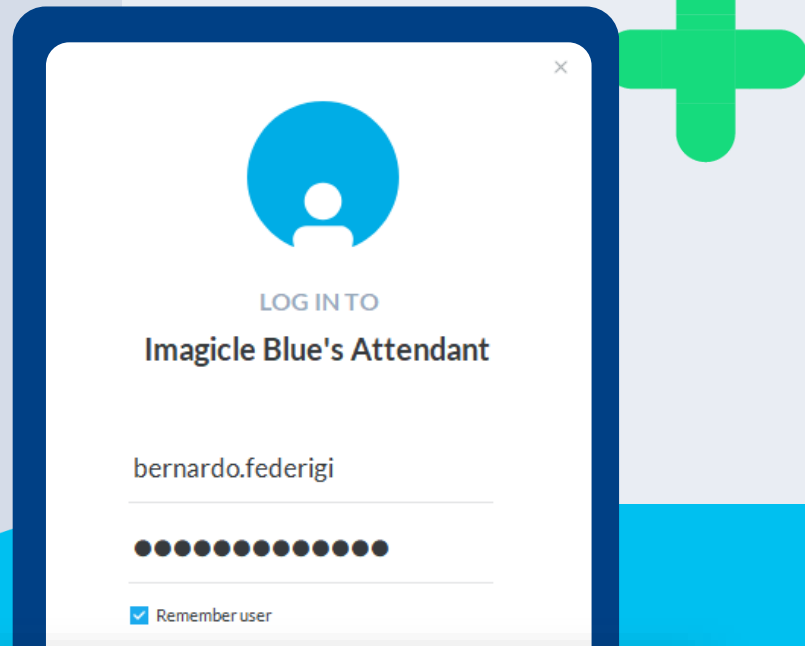 LOG IN TO
Imagicle Blue's Attendant
bernardo.federigi
●●●●●●●●●●●●●
Remember user